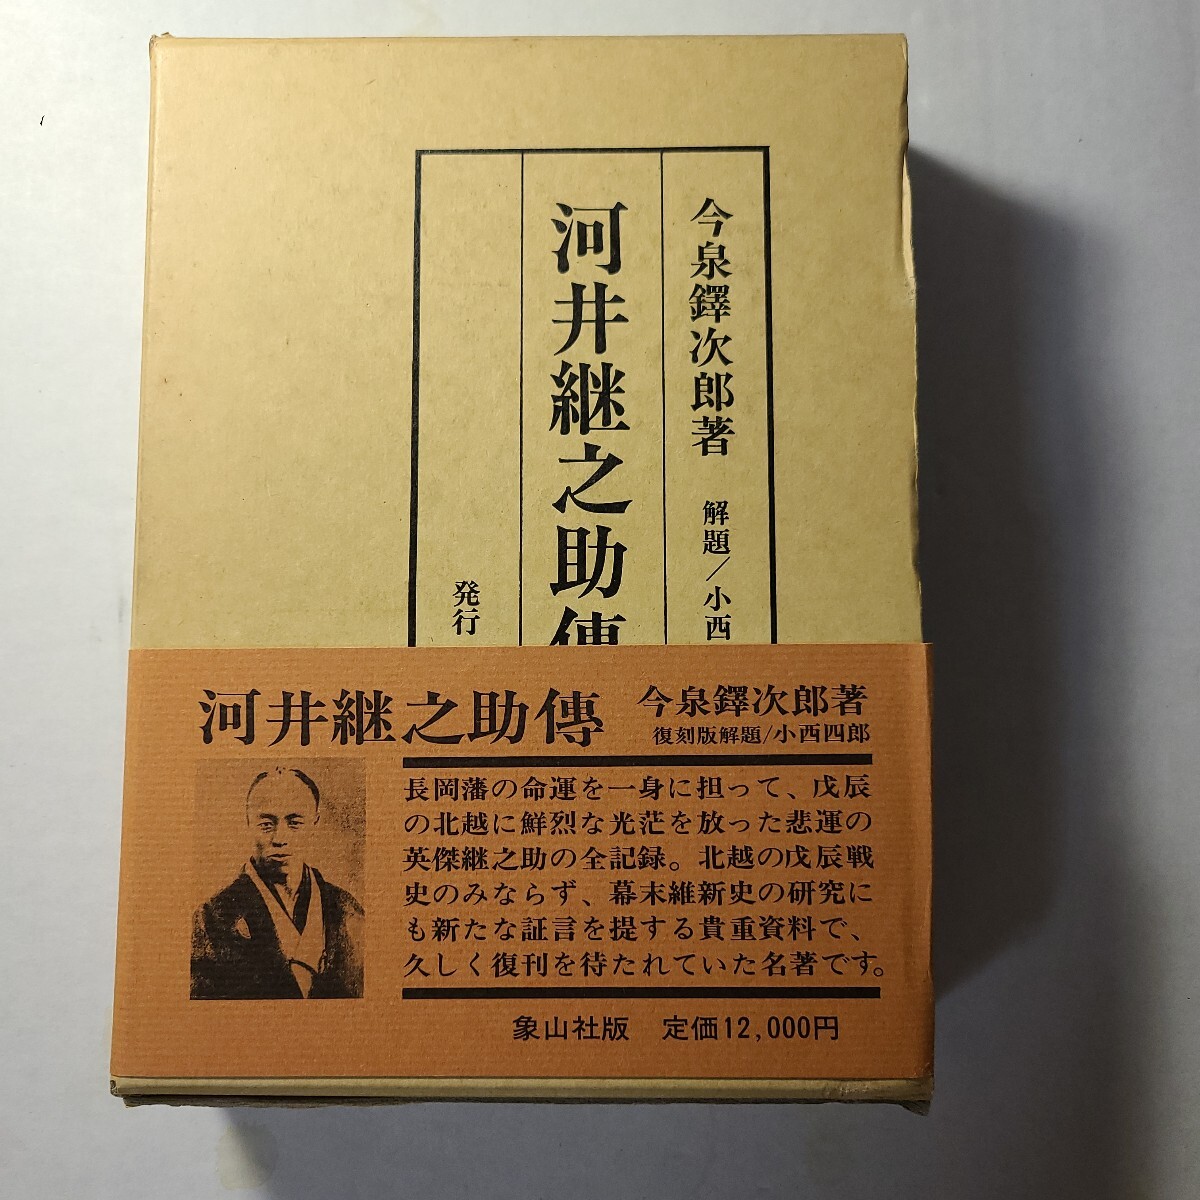 今泉鐸次郎著 解題/小西
河井継之助傳
発行
河井継之助傳
今泉鐸次郎著
復刻版解題/小西四郎
長岡藩の命運を一身に担って、戊辰
の北越に鮮烈な光茫を放った悲運の
英傑継之助の全記録。北越の戊辰戦
史のみならず、幕末維新史の研究に
も新たな証言を提する貴重資料で、
久しく復刊を待たれていた名著です。
象山社版 定価12,000円